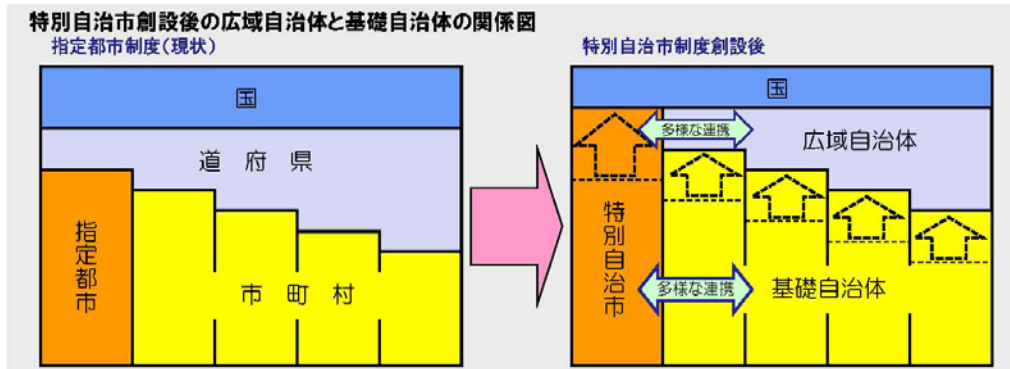 特別自治市創設後の広域自治体と基礎自治体の関係図
指定都市制度(現状)
国
道府県
指定都市
市町村
特別自治市制度創設後
国
多様な連携
広域自治体
特別自治市
多様な連携
基礎自治体